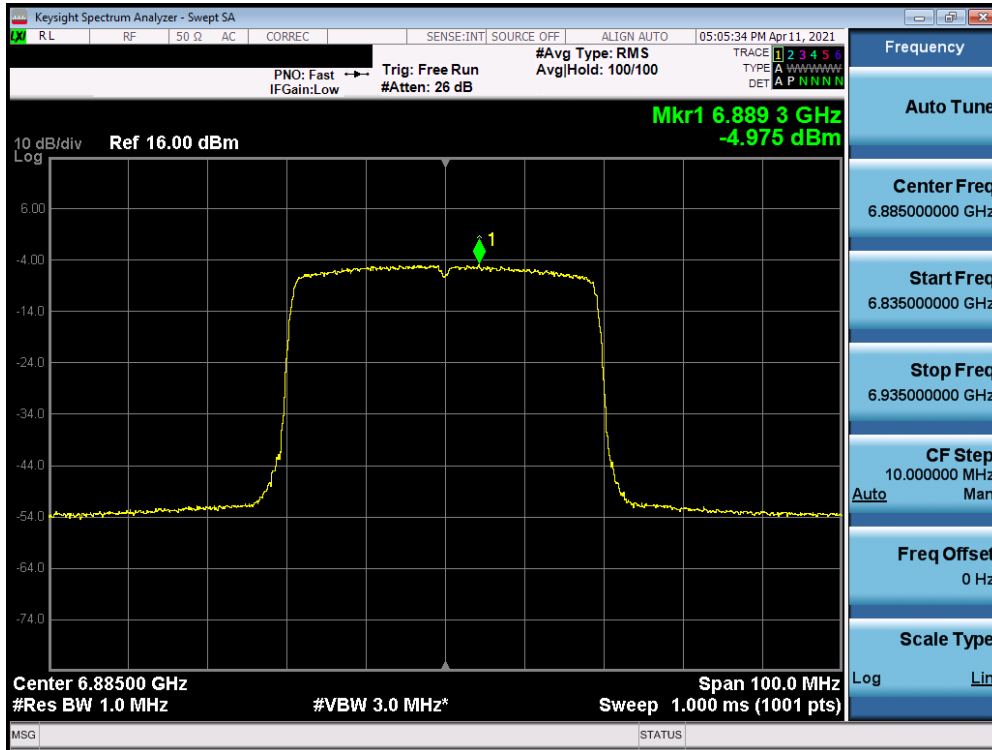 Keysight Spectrum Analyzer - Swept SA
LXI RL RF 50 Ω AC CORREC SENSE:INT SOURCE OFF ALIGN AUTO 05:05:34 PM Apr 11, 2021
PNO: Fast
IFGain:Low
Trig: Free Run
#Atten: 26 dB
#Avg Type: RMS
Avg|Hold: 100/100
TRACE 1 2 3 4 5 6
TYPE A WWWWW
DET A P N N N N
Mkr1 6.889 3 GHz
-4.975 dBm
10 dB/div
Log
Ref 16.00 dBm
1
6.00
-4.00
-14.0
-24.0
-34.0
-44.0
-54.0
-64.0
-74.0
Center 6.88500 GHz
Span 100.0 MHz
#Res BW 1.0 MHz
#VBW 3.0 MHz*
Sweep 1.000 ms (1001 pts)
MSG
STATUS
Frequency
Auto Tune
Center Freq
6.885000000 GHz
Start Freq
6.835000000 GHz
Stop Freq
6.935000000 GHz
CF Step
10.000000 MHz
Auto Man
Freq Offset
0 Hz
Scale Type
Log Lin